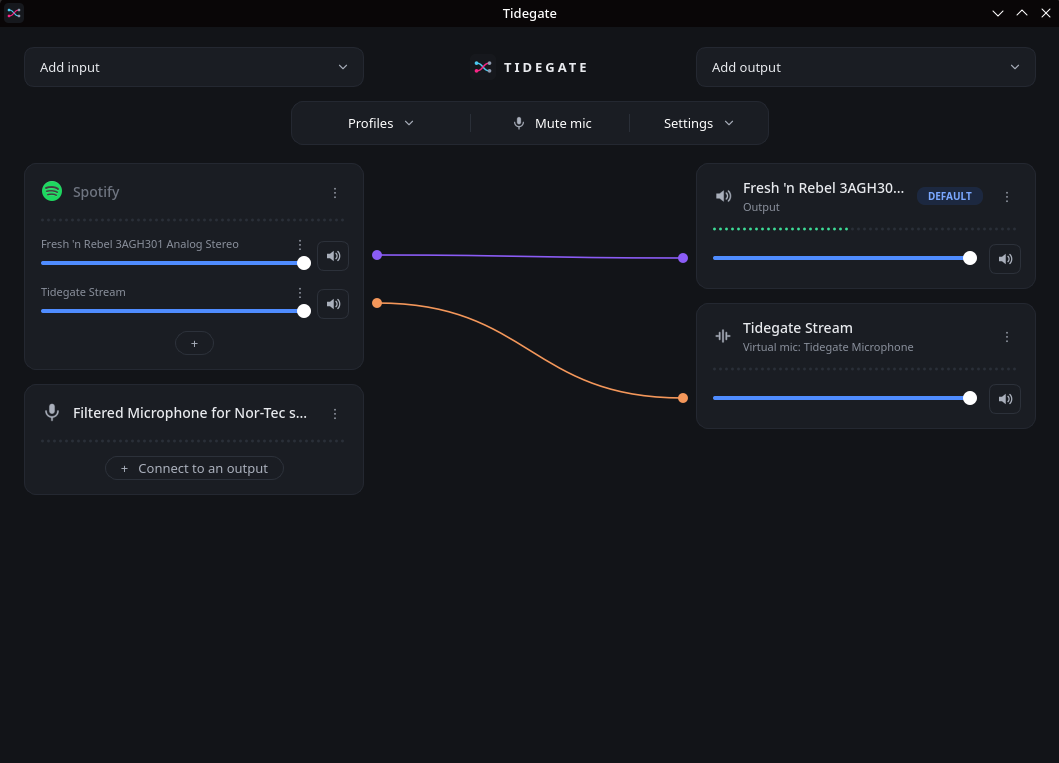 Tidegate
Add input
TIDEGATE
Add output
Profiles
Mute mic
Settings
Spotify
Fresh 'n Rebel 3AGH301 Analog Stereo
Tidegate Stream
+
Filtered Microphone for Nor-Tec s...
+ Connect to an output
Fresh 'n Rebel 3AGH30...
DEFAULT
Output
Tidegate Stream
Virtual mic: Tidegate Microphone